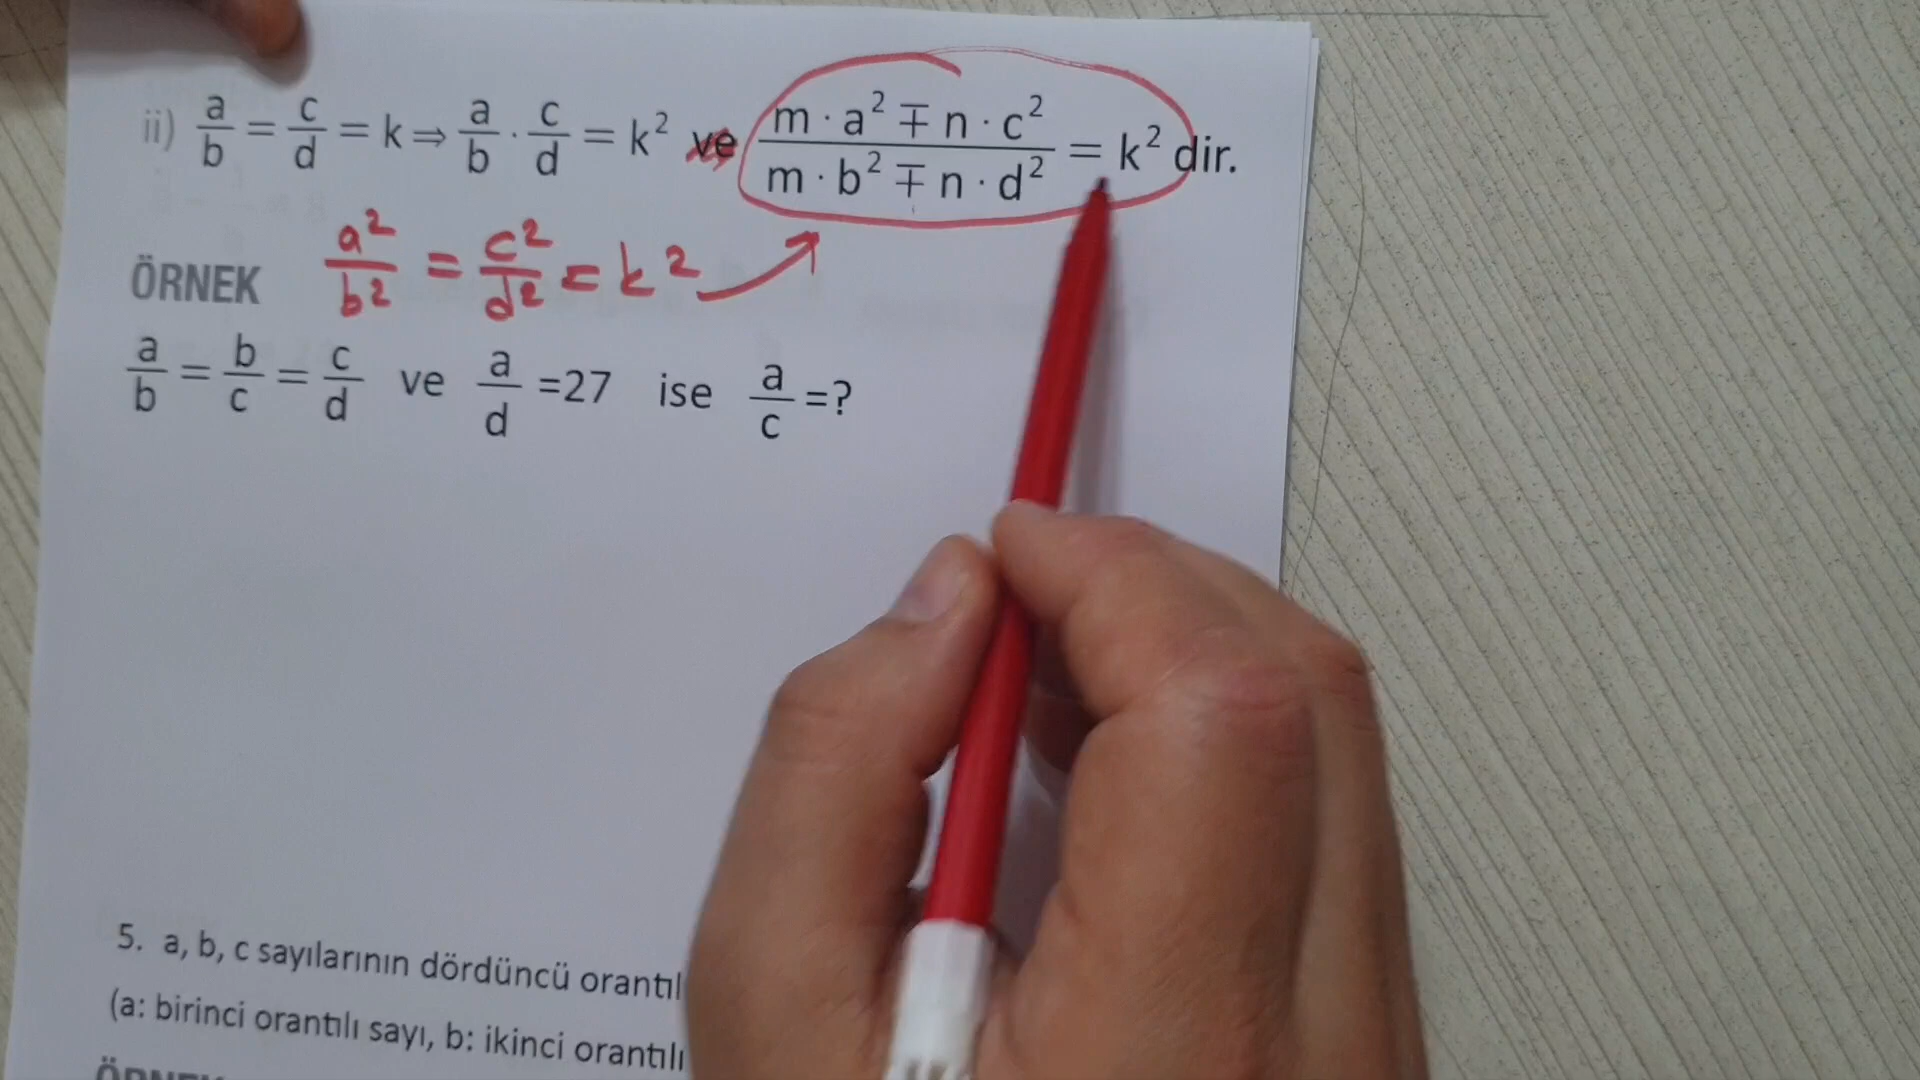 ii) a/b = c/d = k ⇒ a/b · c/d = k² ve (m · a² ∓ n · c²)/(m · b² ∓ n · d²) = k² dir.
a²/b² = c²/d² = k²
ÖRNEK
a/b = b/c = c/d ve a/d =27 ise a/c =?
5. a, b, c sayılarının dördüncü orantıl
(a: birinci orantılı sayı, b: ikinci orantılı
ÖRNEK